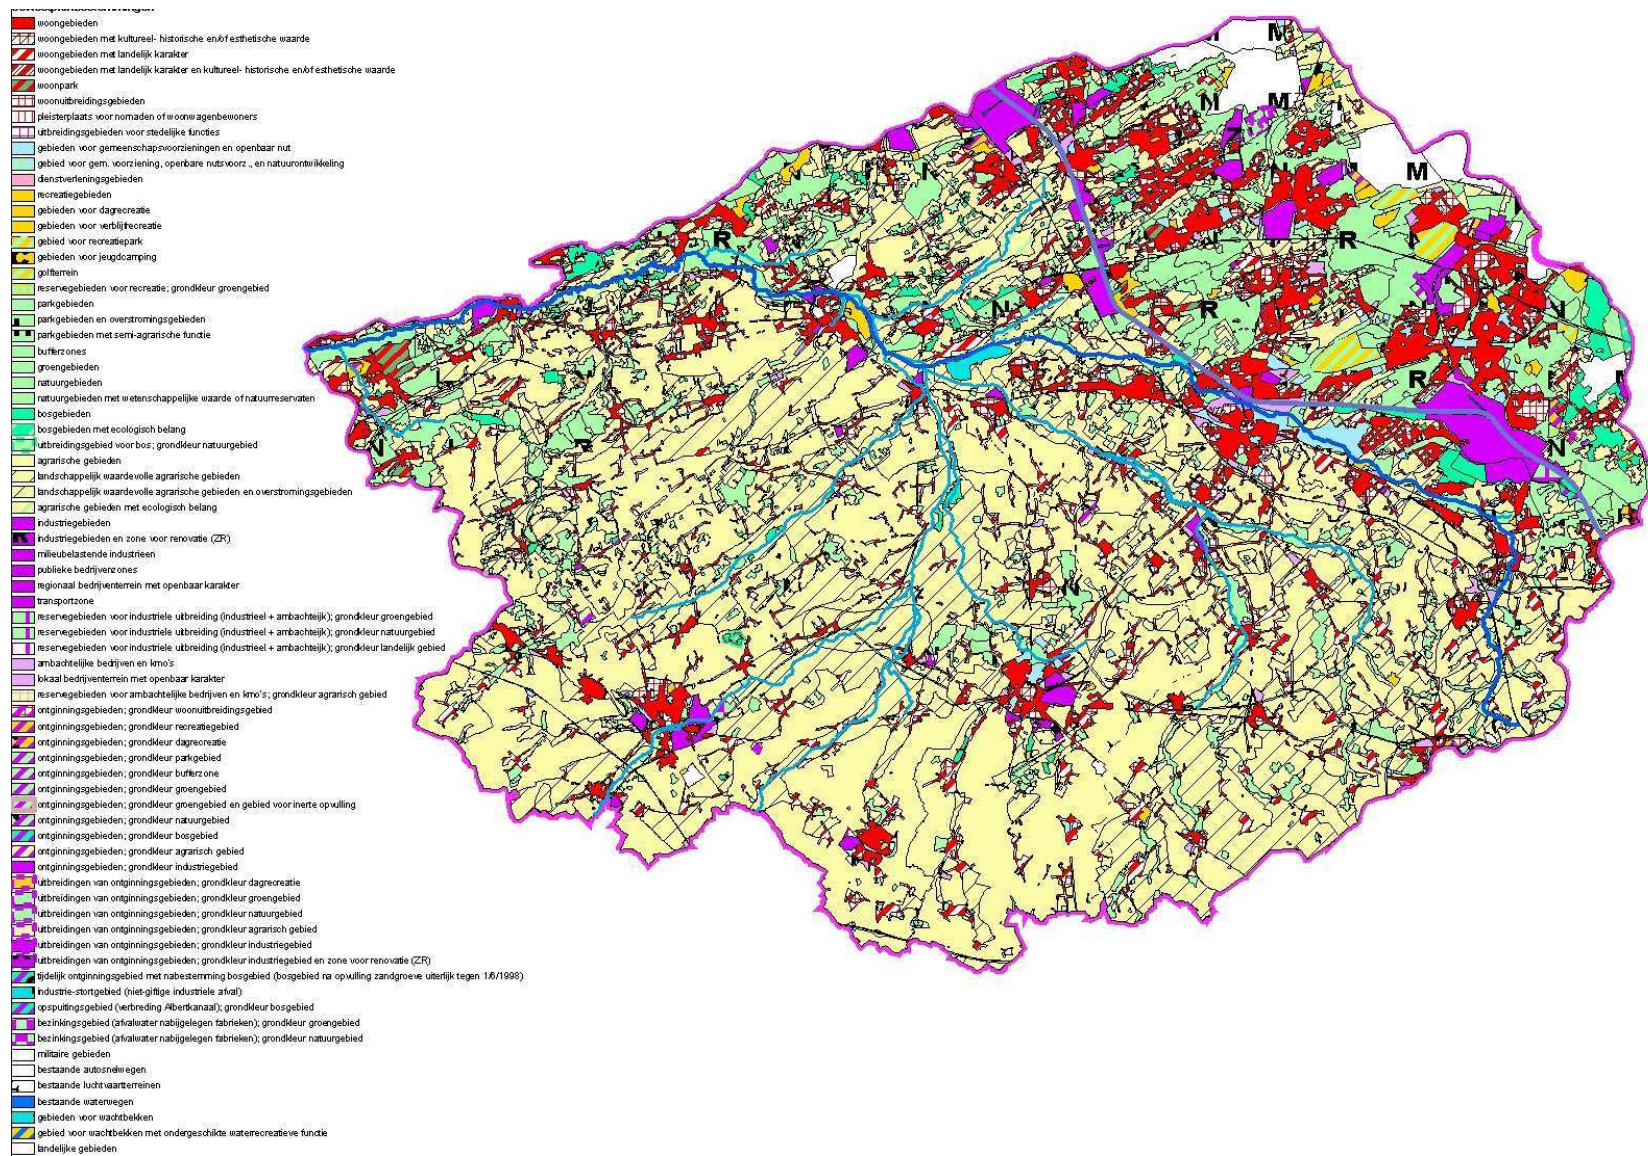 woongebieden
woongebieden met kultureel- historische en/of esthetische waarde
woongebieden met landelijk karakter
woongebieden met landelijk karakter en kultureel- historische en/of esthetische waarde
woonpark
woonuitbreidingsgebieden
pleisterplaats voor nomaden of woonwagenbewoners
uitbreidingsgebieden voor stedelijke functies
gebieden voor gemeenschapsvoorzieningen en openbaar nut
gebied voor gem. voorziening, openbare nutsvoorz., en natuurontwikkeling
dienstverleningsgebieden
recreatiegebieden
gebieden voor dagrecreatie
gebieden voor verblijfrecreatie
gebied voor recreatiepark
gebieden voor jeugdcamping
golfterrein
reservegebieden voor recreatie; grondkleur groengebied
parkgebieden
parkgebieden en overstromingsgebieden
parkgebieden met semi-agrarische functie
bufferzones
groengebieden
natuurgebieden
natuurgebieden met wetenschappelijke waarde of natuurreservaten
bosgebieden
bosgebieden met ecologisch belang
uitbreidingsgebied voor bos; grondkleur natuurgebied
agrarische gebieden
landschappelijk waardevolle agrarische gebieden
landschappelijk waardevolle agrarische gebieden en overstromingsgebieden
agrarische gebieden met ecologisch belang
industriegebieden
industriegebieden en zone voor renovatie (ZR)
milieubelastende industrieen
publieke bedrijvenzones
regionaal bedrijventerrein met openbaar karakter
transportzone
reservegebieden voor industriele uitbreiding (industrieel + ambachtelijk); grondkleur groengebied
reservegebieden voor industriele uitbreiding (industrieel + ambachtelijk); grondkleur natuurgebied
reservegebieden voor industriele uitbreiding (industrieel + ambachtelijk); grondkleur landelijk gebied
ambachtelijke bedrijven en kmo's
lokaal bedrijventerrein met openbaar karakter
reservegebieden voor ambachtelijke bedrijven en kmo's; grondkleur agrarisch gebied
ontginningsgebieden; grondkleur woonuitbreidingsgebied
ontginningsgebieden; grondkleur recreatiegebied
ontginningsgebieden; grondkleur dagrecreatie
ontginningsgebieden; grondkleur parkgebied
ontginningsgebieden; grondkleur bufferzone
ontginningsgebieden; grondkleur groengebied
ontginningsgebieden; grondkleur groengebied en gebied voor inerte opvulling
ontginningsgebieden; grondkleur natuurgebied
ontginningsgebieden; grondkleur bosgebied
ontginningsgebieden; grondkleur agrarisch gebied
ontginningsgebieden; grondkleur industriegebied
uitbreidingen van ontginningsgebieden; grondkleur dagrecreatie
uitbreidingen van ontginningsgebieden; grondkleur groengebied
uitbreidingen van ontginningsgebieden; grondkleur natuurgebied
uitbreidingen van ontginningsgebieden; grondkleur agrarisch gebied
uitbreidingen van ontginningsgebieden; grondkleur industriegebied
uitbreidingen van ontginningsgebieden; grondkleur industriegebied en zone voor renovatie (ZR)
tijdelijk ontginningsgebied met nabestemming bosgebied (bosgebied na opvulling zandgroeve uiterlijk tegen 1/6/1998)
industrie-stortgebied (niet-giftige industriele afval)
opspuitingsgebied (verbreding Albertkanaal); grondkleur bosgebied
bezinkingsgebied (afvalwater nabijgelegen fabrieken); grondkleur groengebied
bezinkingsgebied (afvalwater nabijgelegen fabrieken); grondkleur natuurgebied
militaire gebieden
bestaande autosnelwegen
bestaande luchtvaartterreinen
bestaande waterwegen
gebieden voor wachtbekken
gebied voor wachtbekken met ondergeschikte waterrecreatieve functie
landelijke gebieden
M M
M M
N N M
R N R
N R N
R
N R N
N